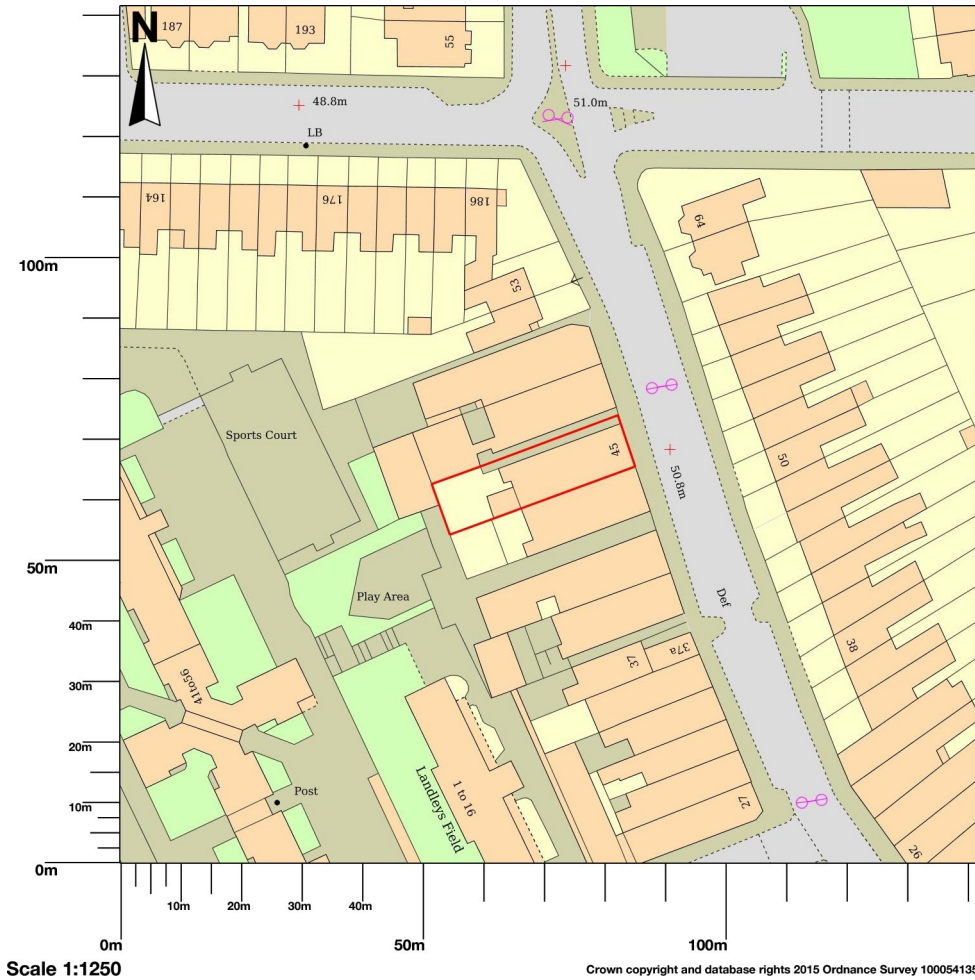 N
187
193
55
48.8m
51.0m
LB
164
176
186
64
53
100m
Sports Court
45
50
50.8m
50m
Play Area
Def
40m
38
37
37a
30m
41to56
20m
Landleys Field
1 to 16
Post
10m
27
26
0m
10m
20m
30m
40m
0m
50m
100m
Scale 1:1250
Crown copyright and database rights 2015 Ordnance Survey 100054135